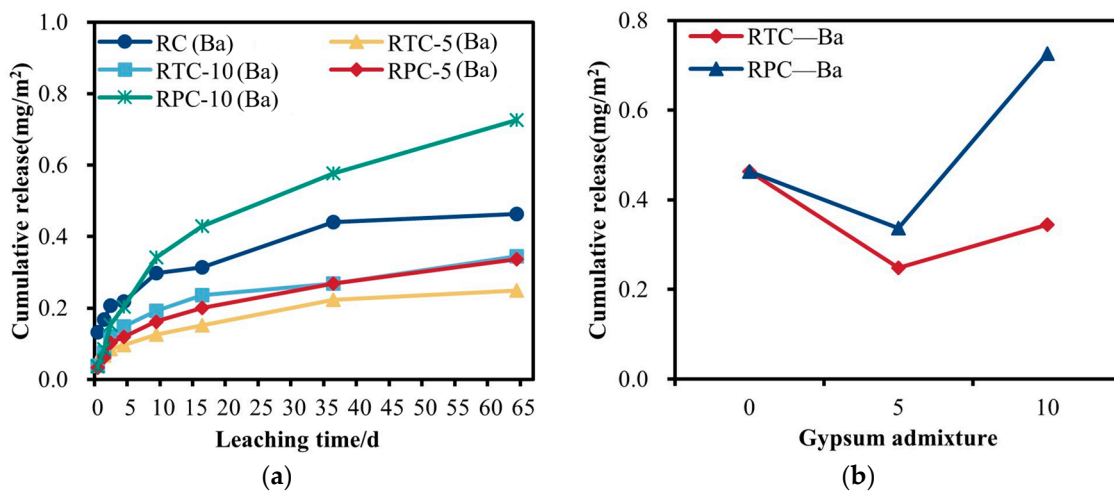 1.0
0.8
0.6
0.4
0.2
0.0
Cumulative release(mg/m²)
RC (Ba)
RTC-5 (Ba)
RTC-10 (Ba)
RPC-5 (Ba)
RPC-10 (Ba)
0 5 10 15 20 25 30 35 40 45 50 55 60 65
Leaching time/d
(a)
0.8
0.6
0.4
0.2
0.0
Cumulative release(mg/m²)
RTC—Ba
RPC—Ba
0 5 10
Gypsum admixture
(b)